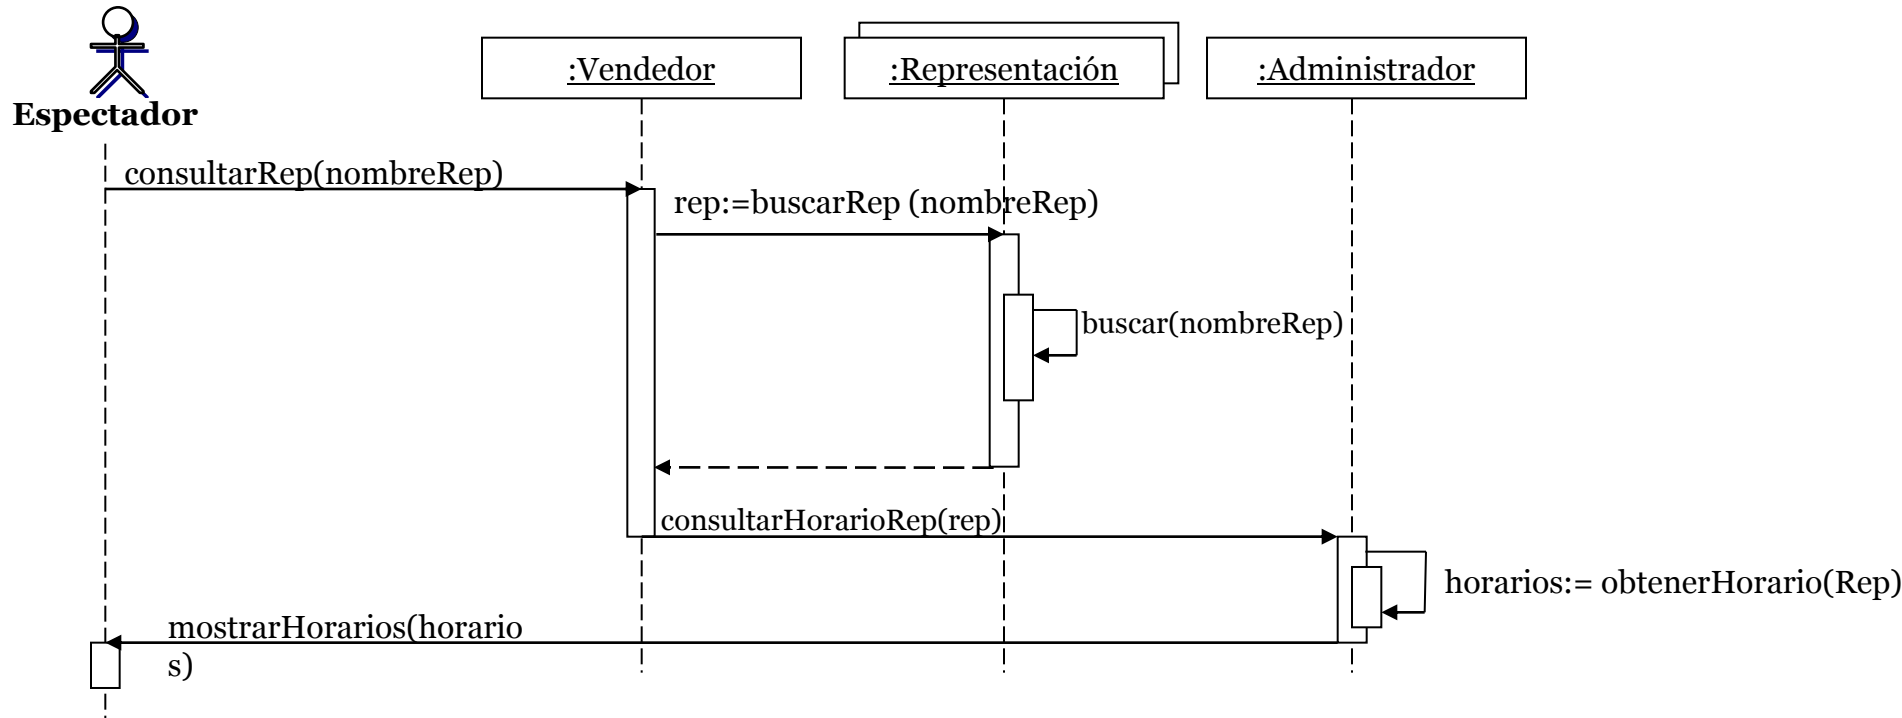 :Vendedor
:Representación
:Administrador
Espectador
consultarRep(nombreRep)
rep:=buscarRep (nombreRep)
buscar(nombreRep)
consultarHorarioRep(rep)
horarios:= obtenerHorario(Rep)
mostrarHorarios(horario
s)